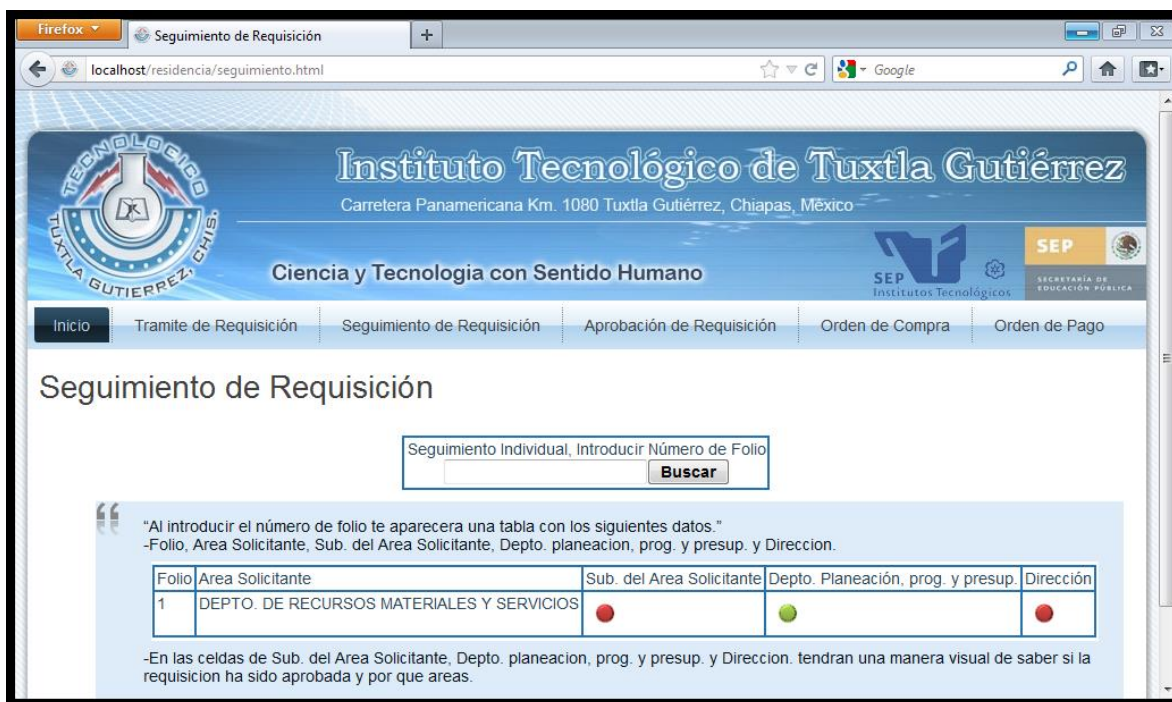 Firefox
Seguimiento de Requisición
localhost/residencia/seguimiento.html
Google
TECNOLOGICO
TUXTLA GUTIERREZ, CHIS.
Instituto Tecnológico de Tuxtla Gutiérrez
Carretera Panamericana Km. 1080 Tuxtla Gutiérrez, Chiapas, México
Ciencia y Tecnologia con Sentido Humano
SEP
Institutos Tecnológicos
SEP
SECRETARÍA DE
EDUCACIÓN PÚBLICA
Inicio Tramite de Requisición Seguimiento de Requisición Aprobación de Requisición Orden de Compra Orden de Pago
Seguimiento de Requisición
Seguimiento Individual, Introducir Número de Folio
Buscar
“Al introducir el número de folio te aparecera una tabla con los siguientes datos.”
-Folio, Area Solicitante, Sub. del Area Solicitante, Depto. planeacion, prog. y presup. y Direccion.
Folio Area Solicitante Sub. del Area Solicitante Depto. Planeación, prog. y presup. Dirección
1 DEPTO. DE RECURSOS MATERIALES Y SERVICIOS
-En las celdas de Sub. del Area Solicitante, Depto. planeacion, prog. y presup. y Direccion. tendran una manera visual de saber si la
requisicion ha sido aprobada y por que areas.